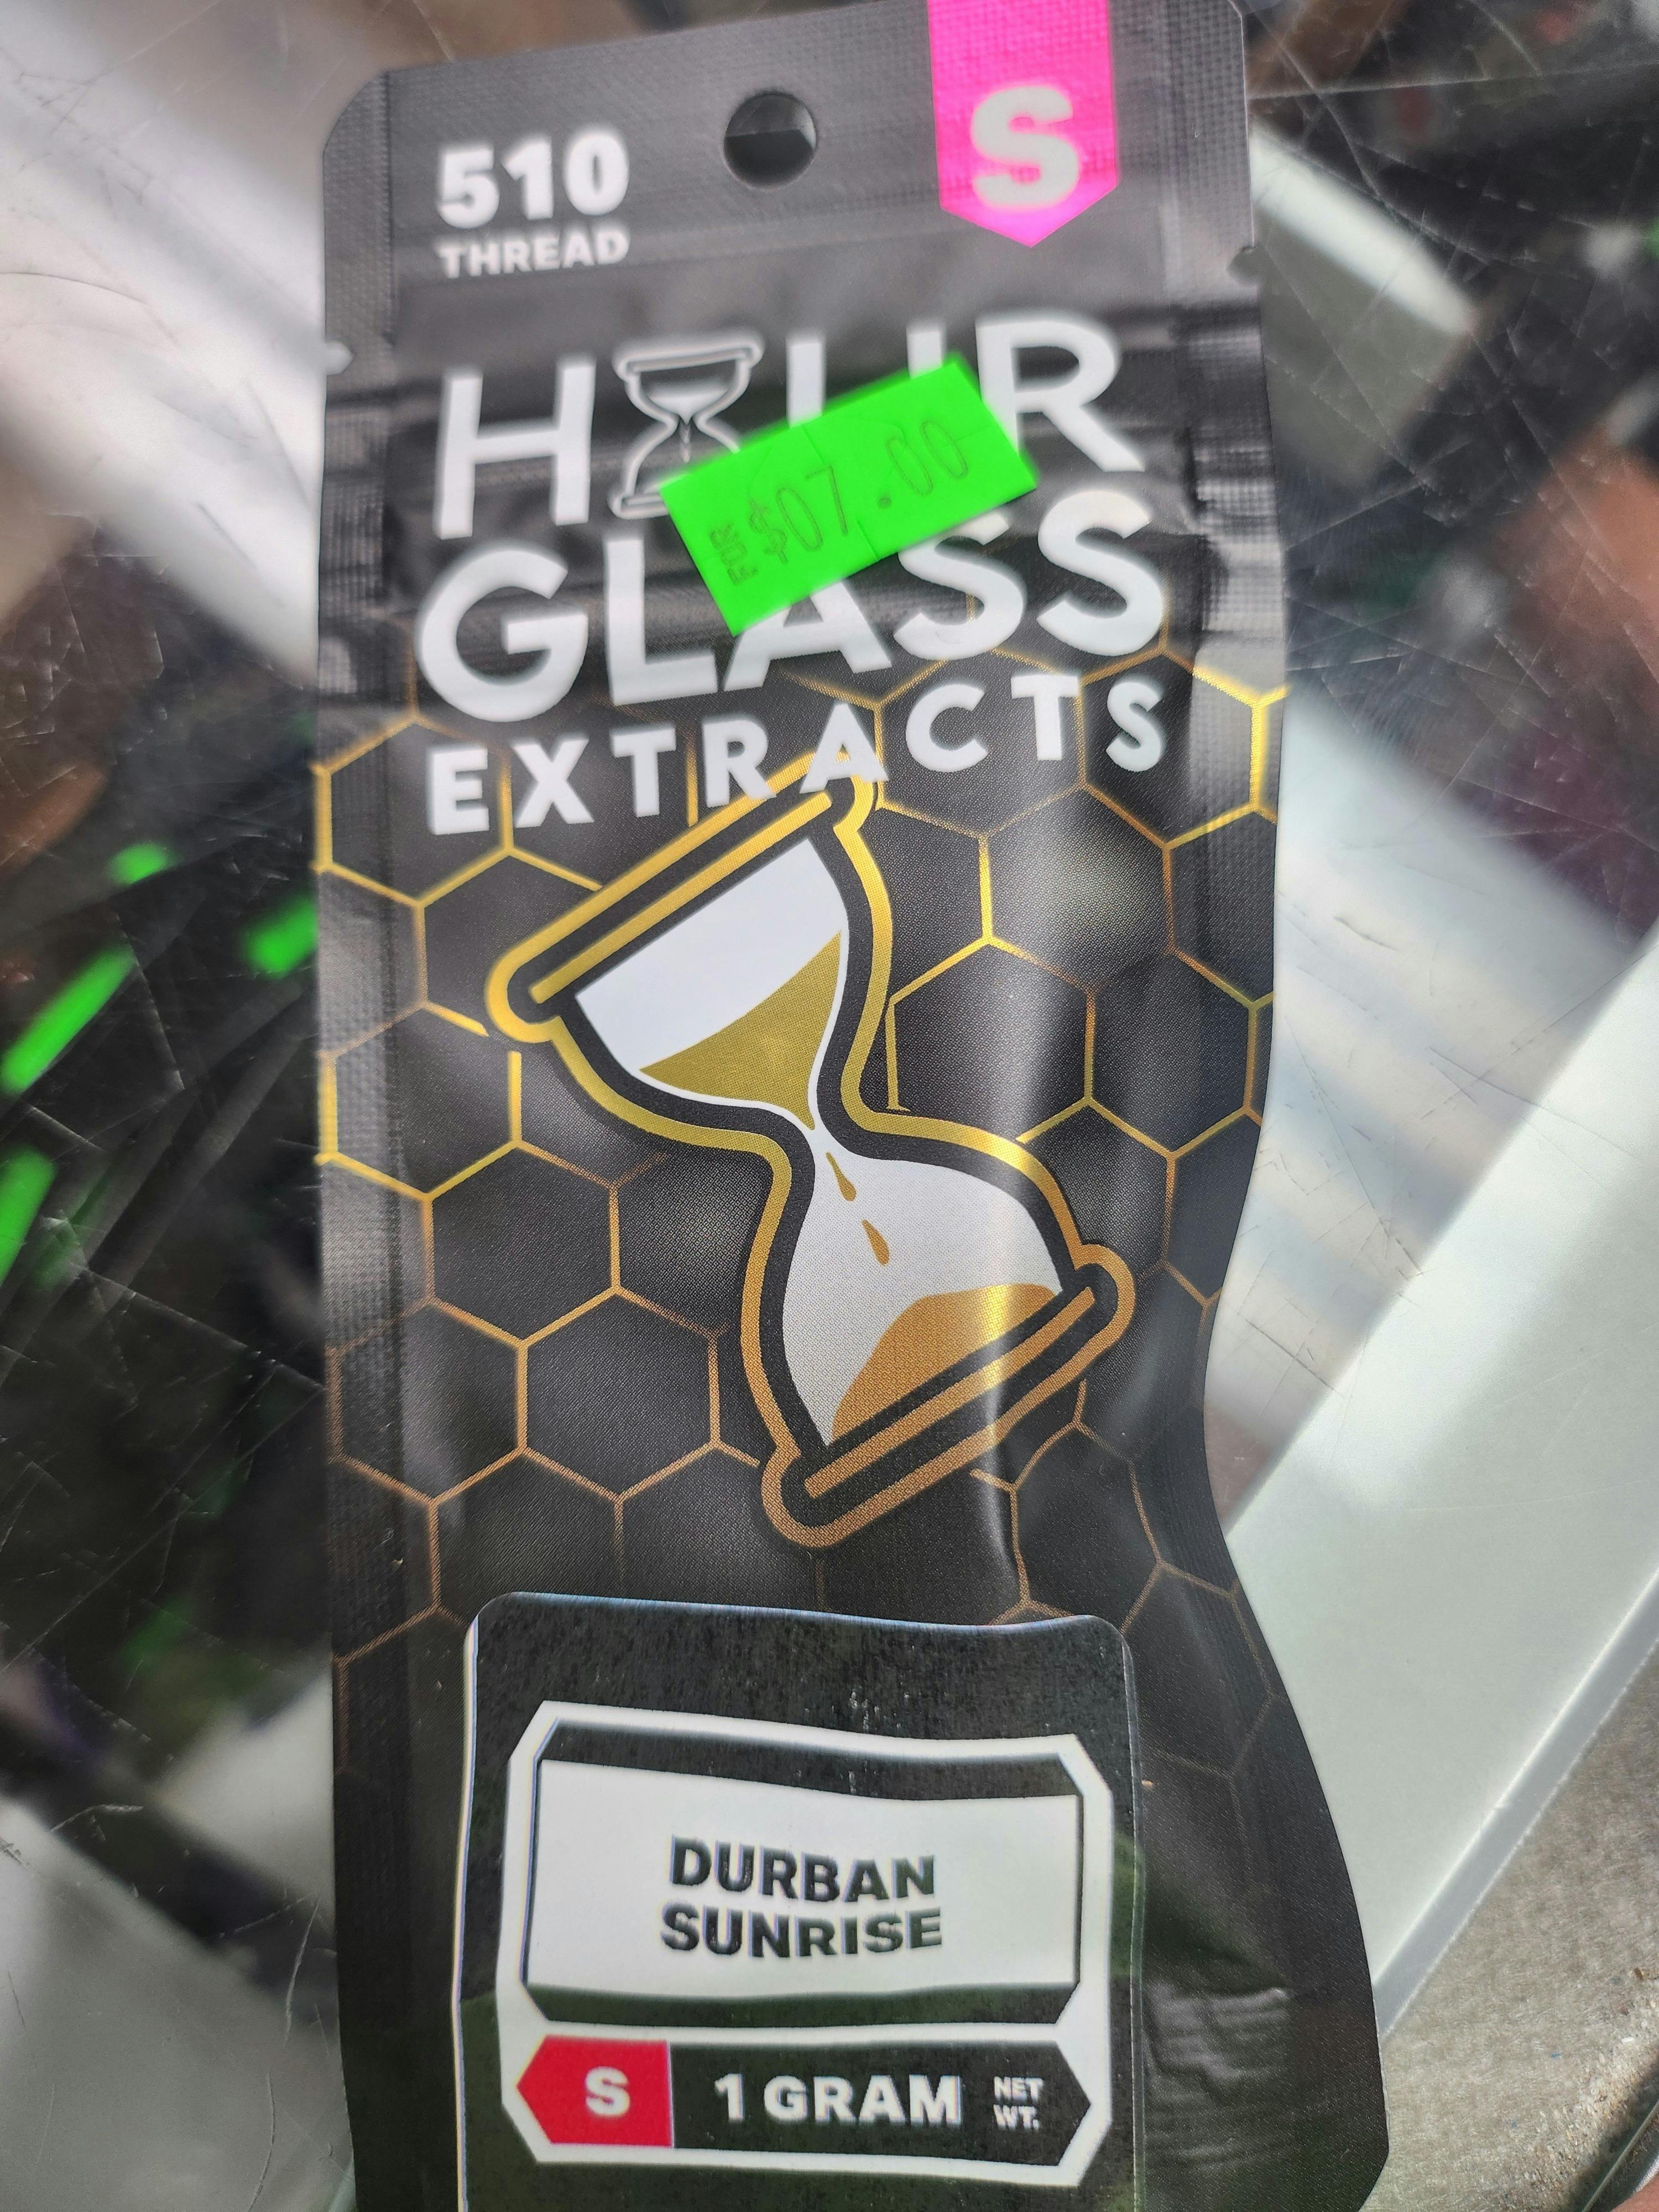 510
THREAD
S
HOUR
FOR $07.00
GLASS
EXTRACTS
DURBAN
SUNRISE
S 1 GRAM NET WT.